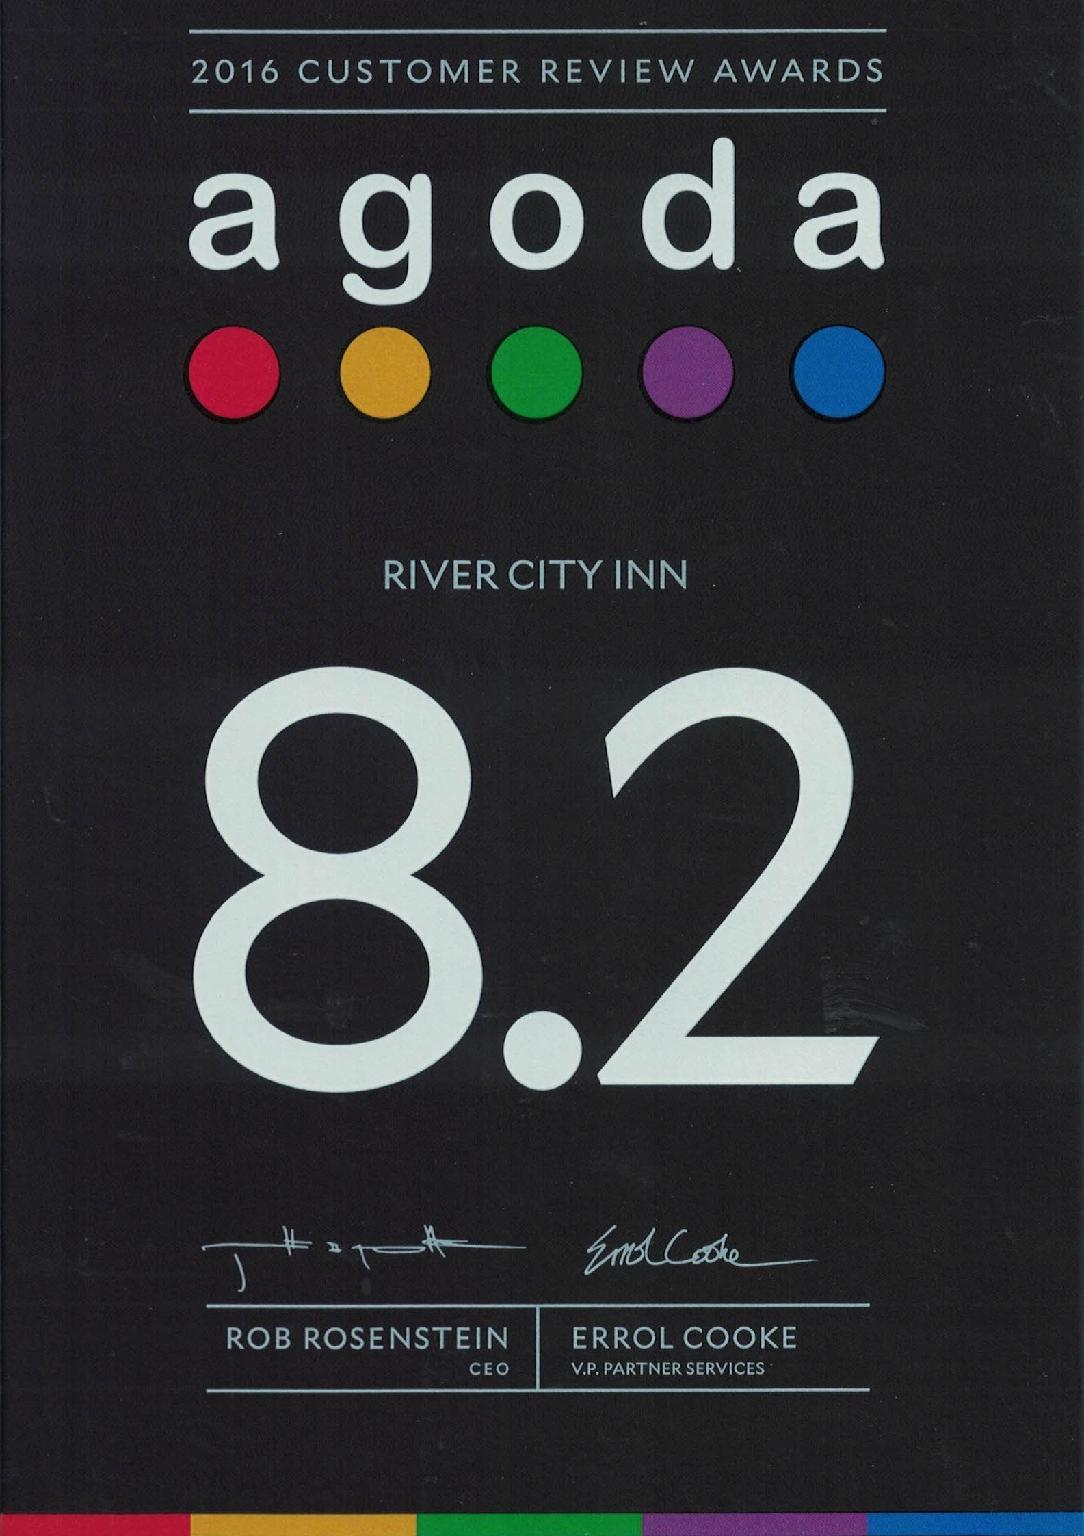 2016 CUSTOMER REVIEW AWARDS
agoda
RIVER CITY INN
8.2
Errol Cooke
ROB ROSENSTEIN
CEO
ERROL COOKE
V.P. PARTNER SERVICES